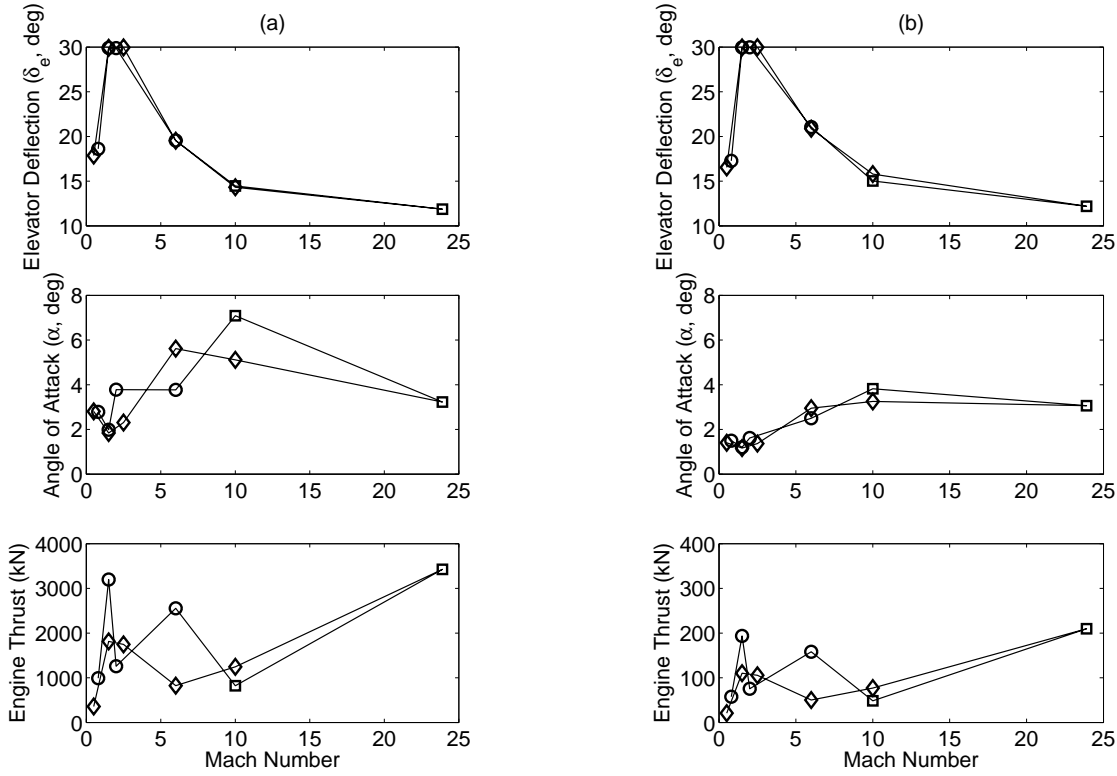 (a)
Elevator Deflection (δe, deg)
30
25
20
15
10
0 5 10 15 20 25
Angle of Attack (α, deg)
8
6
4
2
0
0 5 10 15 20 25
Engine Thrust (kN)
4000
3000
2000
1000
0
0 5 10 15 20 25
Mach Number
(b)
Elevator Deflection (δe, deg)
30
25
20
15
10
0 5 10 15 20 25
Angle of Attack (α, deg)
8
6
4
2
0
0 5 10 15 20 25
Engine Thrust (kN)
400
300
200
100
0
0 5 10 15 20 25
Mach Number